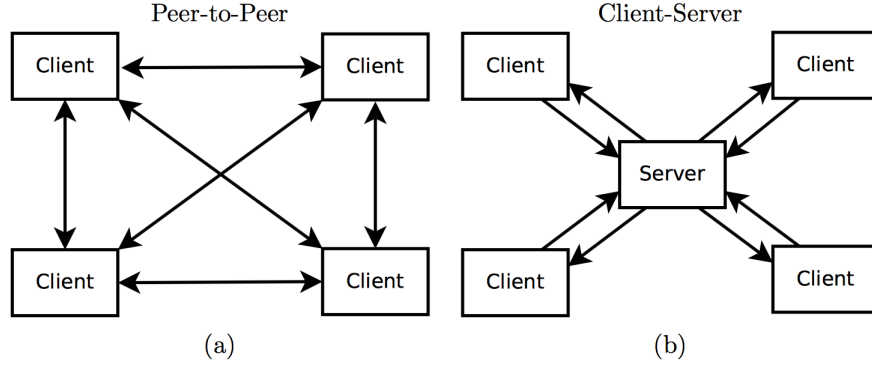 Peer-to-Peer
Client
Client
Client
Client
(a)
Client-Server
Client
Client
Server
Client
Client
(b)